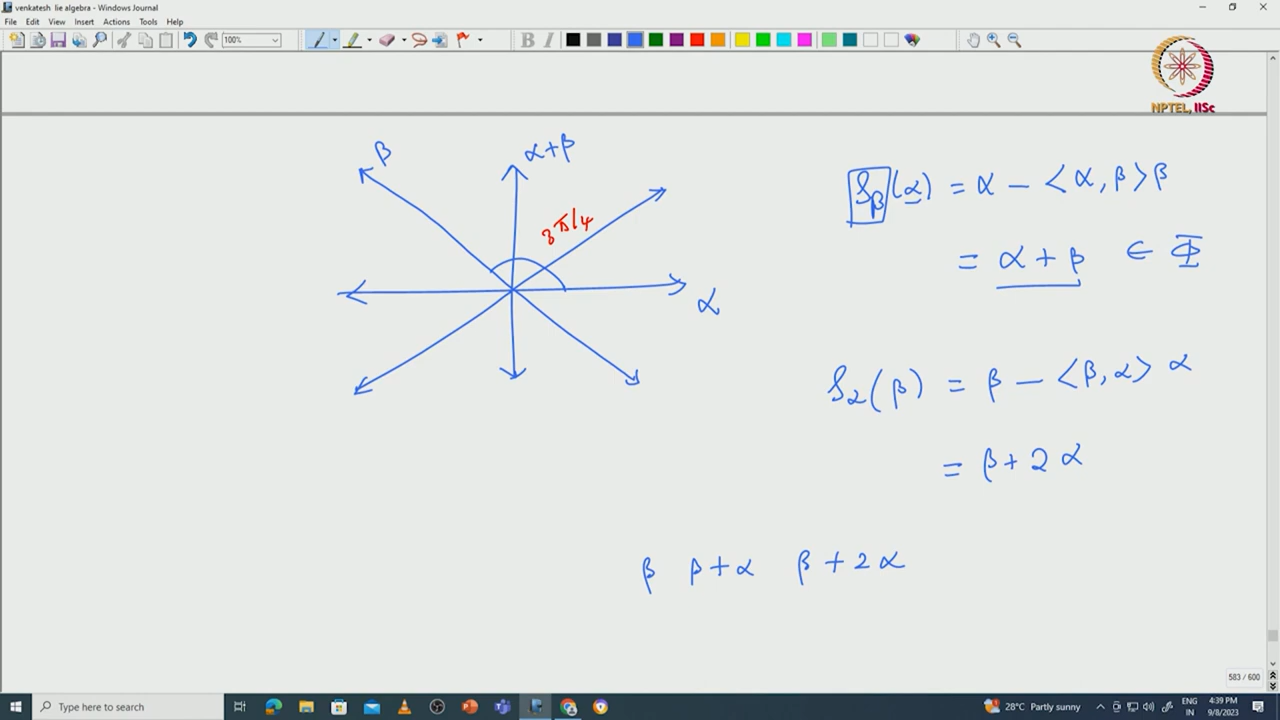 venkatesh lie algebra - Windows Journal
File Edit View Insert Actions Tools Help
100%
B I
NPTEL, IISc
β
α+β
3π/4
α
S_β(α) = α − <α, β> β
= α + β ∈ Φ
S_α(β) = β − <β, α> α
= β + 2α
β β+α β+2α
583 / 600
Type here to search
28°C Partly sunny
ENG
IN
4:39 PM
9/8/2023